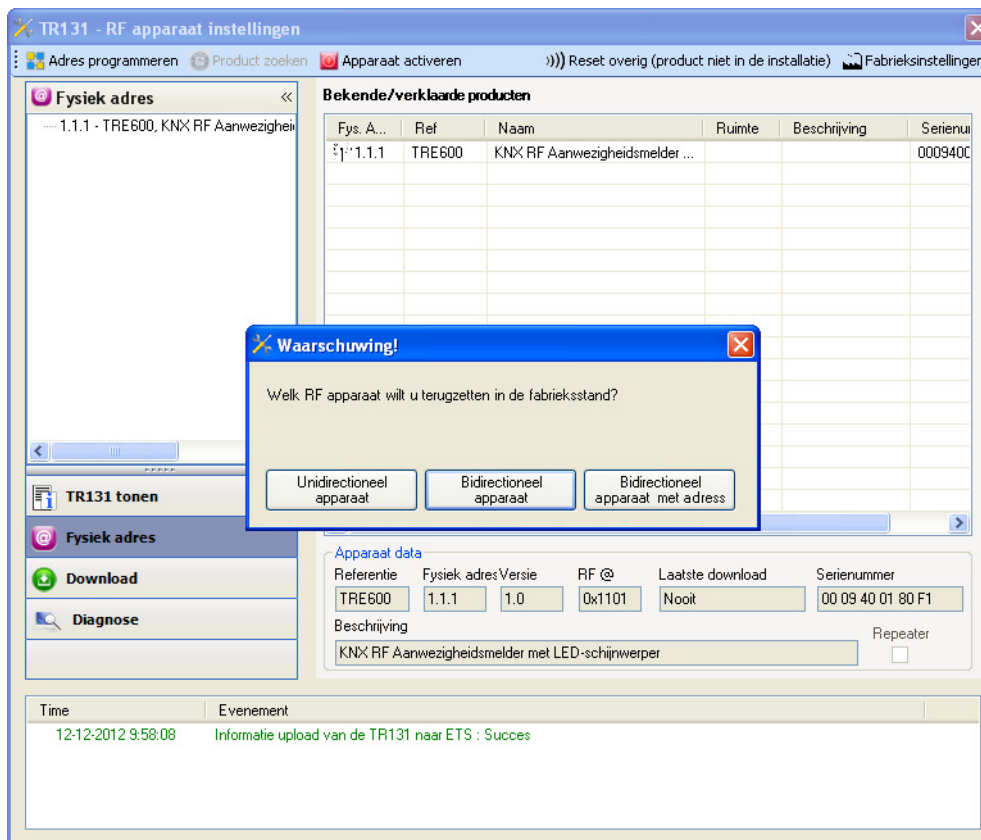 TR131 - RF apparaat instellingen
Adres programmeren Product zoeken Apparaat activeren Reset overig (product niet in de installatie) Fabrieksinstellingen
Fysiek adres
1.1.1 - TRE600, KNX RF Aanwezighei
Bekende/verklaarde producten
Fys. A... Ref Naam Ruimte Beschrijving Serienu
1.1.1 TRE600 KNX RF Aanwezigheidsmelder ... 000940
Waarschuwing!
Welk RF apparaat wilt u terugzetten in de fabrieksstand?
Unidirectioneel
apparaat
Bidirectioneel
apparaat
Bidirectioneel
apparaat met adress
TR131 tonen
Fysiek adres
Download
Diagnose
Apparaat data
Referentie Fysiek adres Versie RF @ Laatste download Serienummer
TRE600 1.1.1 1.0 0x1101 Nooit 00 09 40 01 80 F1
Beschrijving
Repeater
KNX RF Aanwezigheidsmelder met LED-schijnwerper
Time Evenement
12-12-2012 9:58:08 Informatie upload van de TR131 naar ETS : Succes